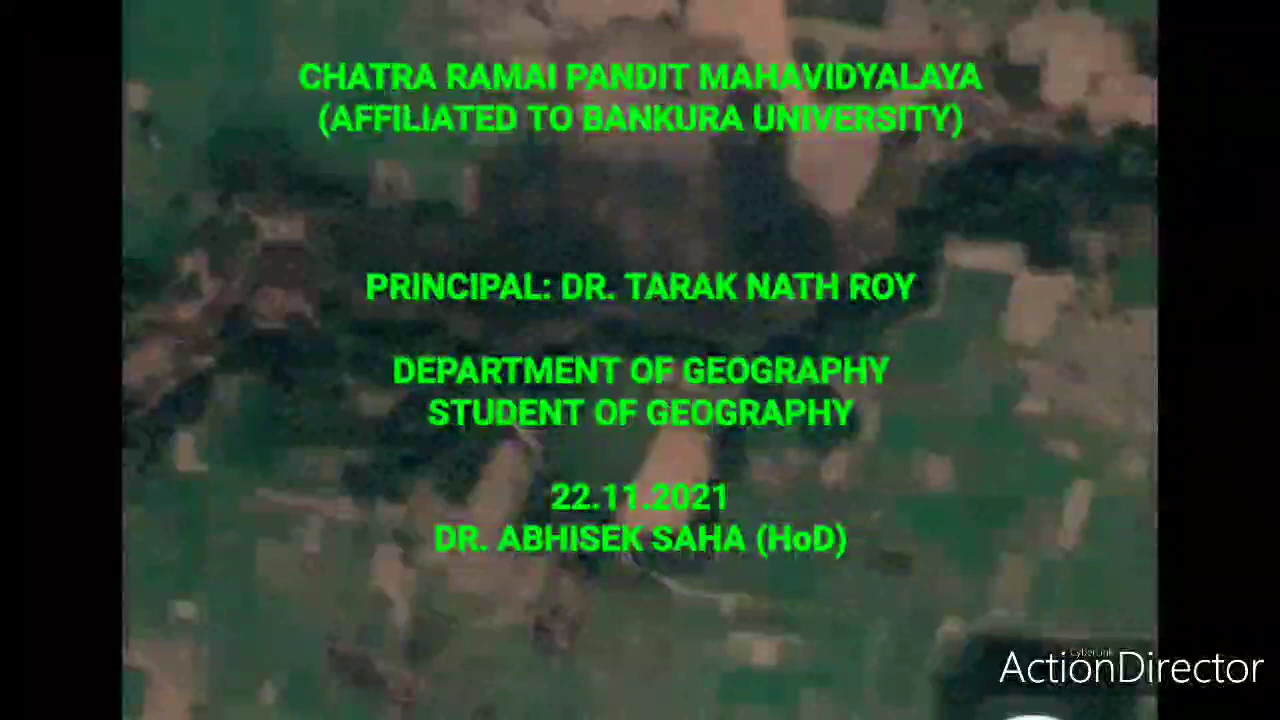 CHATRA RAMAI PANDIT MAHAVIDYALAYA
(AFFILIATED TO BANKURA UNIVERSITY)
PRINCIPAL: DR. TARAK NATH ROY
DEPARTMENT OF GEOGRAPHY
STUDENT OF GEOGRAPHY
22.11.2021
DR. ABHISEK SAHA (HoD)
CyberLink
ActionDirector